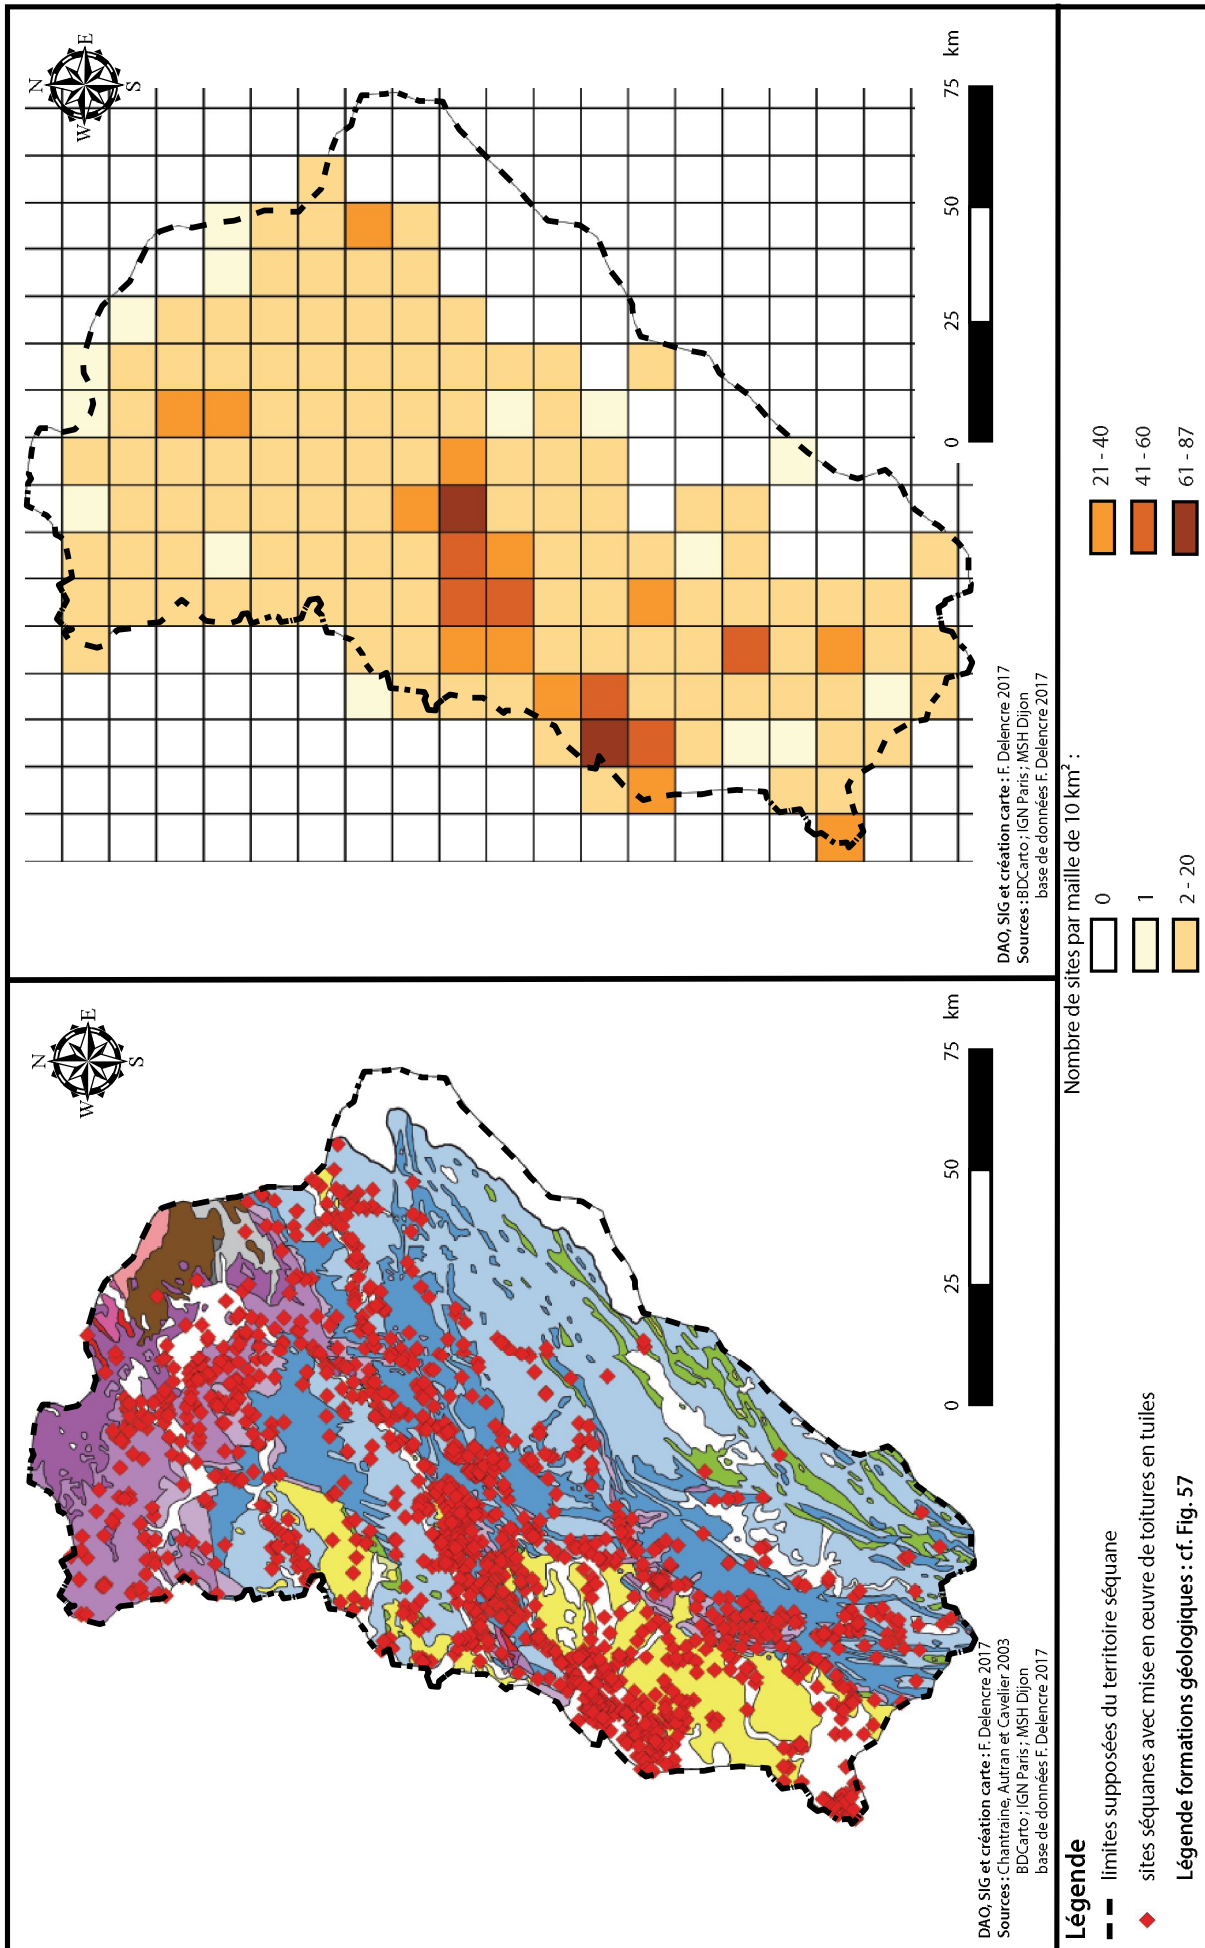 N
E
S
W
0
25
50
75
km
DAO, SIG et création carte : F. Delencre 2017
Sources : Chantraine, Autran et Cavelier 2003
BDCarto ; IGN Paris ; MSH Dijon
base de données F. Delencre 2017
N
E
S
W
0
25
50
75
km
DAO, SIG et création carte : F. Delencre 2017
Sources : BDCarto ; IGN Paris ; MSH Dijon
base de données F. Delencre 2017
Légende
limites supposées du territoire séquane
sites séquanes avec mise en œuvre de toitures en tuiles
Légende formations géologiques : cf. Fig. 57
Nombre de sites par maille de 10 km² :
0
1
2 - 20
21 - 40
41 - 60
61 - 87